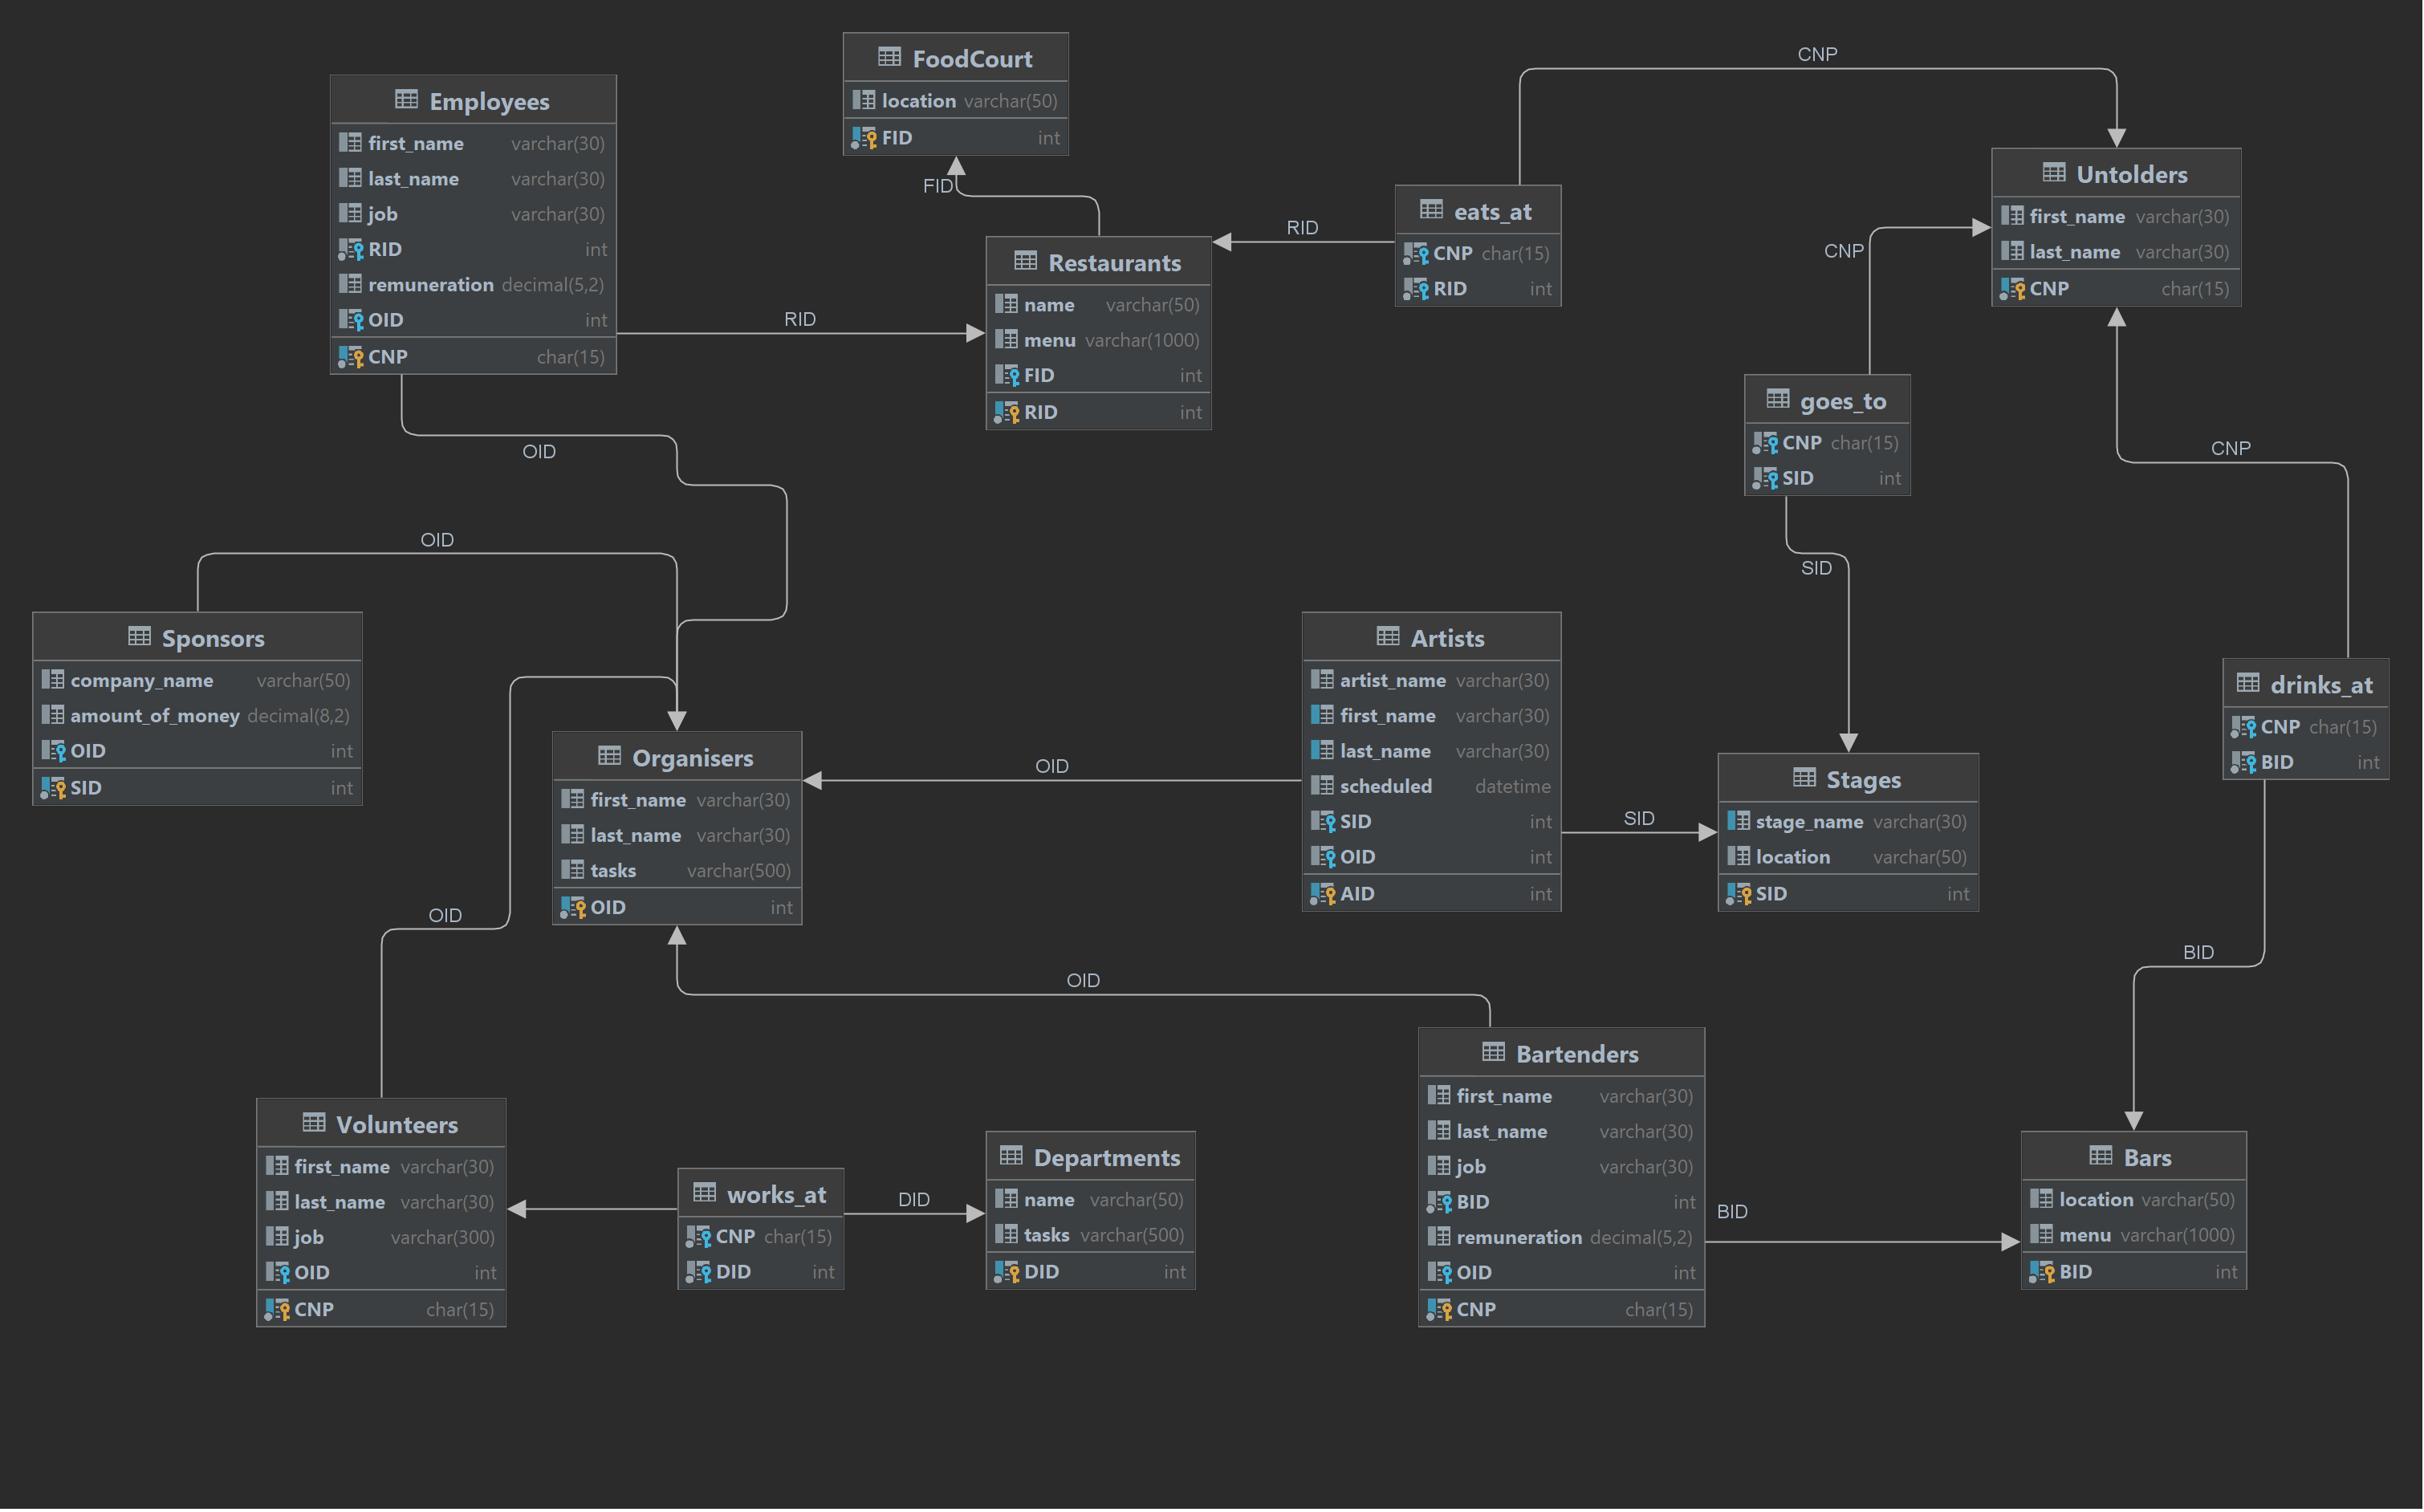 FoodCourt
location varchar(50)
FID int
Employees
first_name varchar(30)
last_name varchar(30)
job varchar(30)
RID int
remuneration decimal(5,2)
OID int
CNP char(15)
CNP
Untolders
first_name varchar(30)
last_name varchar(30)
CNP char(15)
eats_at
CNP char(15)
RID int
FID
RID
Restaurants
name varchar(50)
menu varchar(1000)
FID int
RID int
RID
CNP
goes_to
CNP char(15)
SID int
OID
CNP
OID
SID
Sponsors
company_name varchar(50)
amount_of_money decimal(8,2)
OID int
SID int
Artists
artist_name varchar(30)
first_name varchar(30)
last_name varchar(30)
scheduled datetime
SID int
OID int
AID int
drinks_at
CNP char(15)
BID int
Organisers
first_name varchar(30)
last_name varchar(30)
tasks varchar(500)
OID int
OID
SID
Stages
stage_name varchar(30)
location varchar(50)
SID int
OID
BID
OID
Bartenders
first_name varchar(30)
last_name varchar(30)
job varchar(30)
BID int
remuneration decimal(5,2)
OID int
CNP char(15)
Volunteers
first_name varchar(30)
last_name varchar(30)
job varchar(300)
OID int
CNP char(15)
works_at
CNP char(15)
DID int
DID
Departments
name varchar(50)
tasks varchar(500)
DID int
BID
Bars
location varchar(50)
menu varchar(1000)
BID int